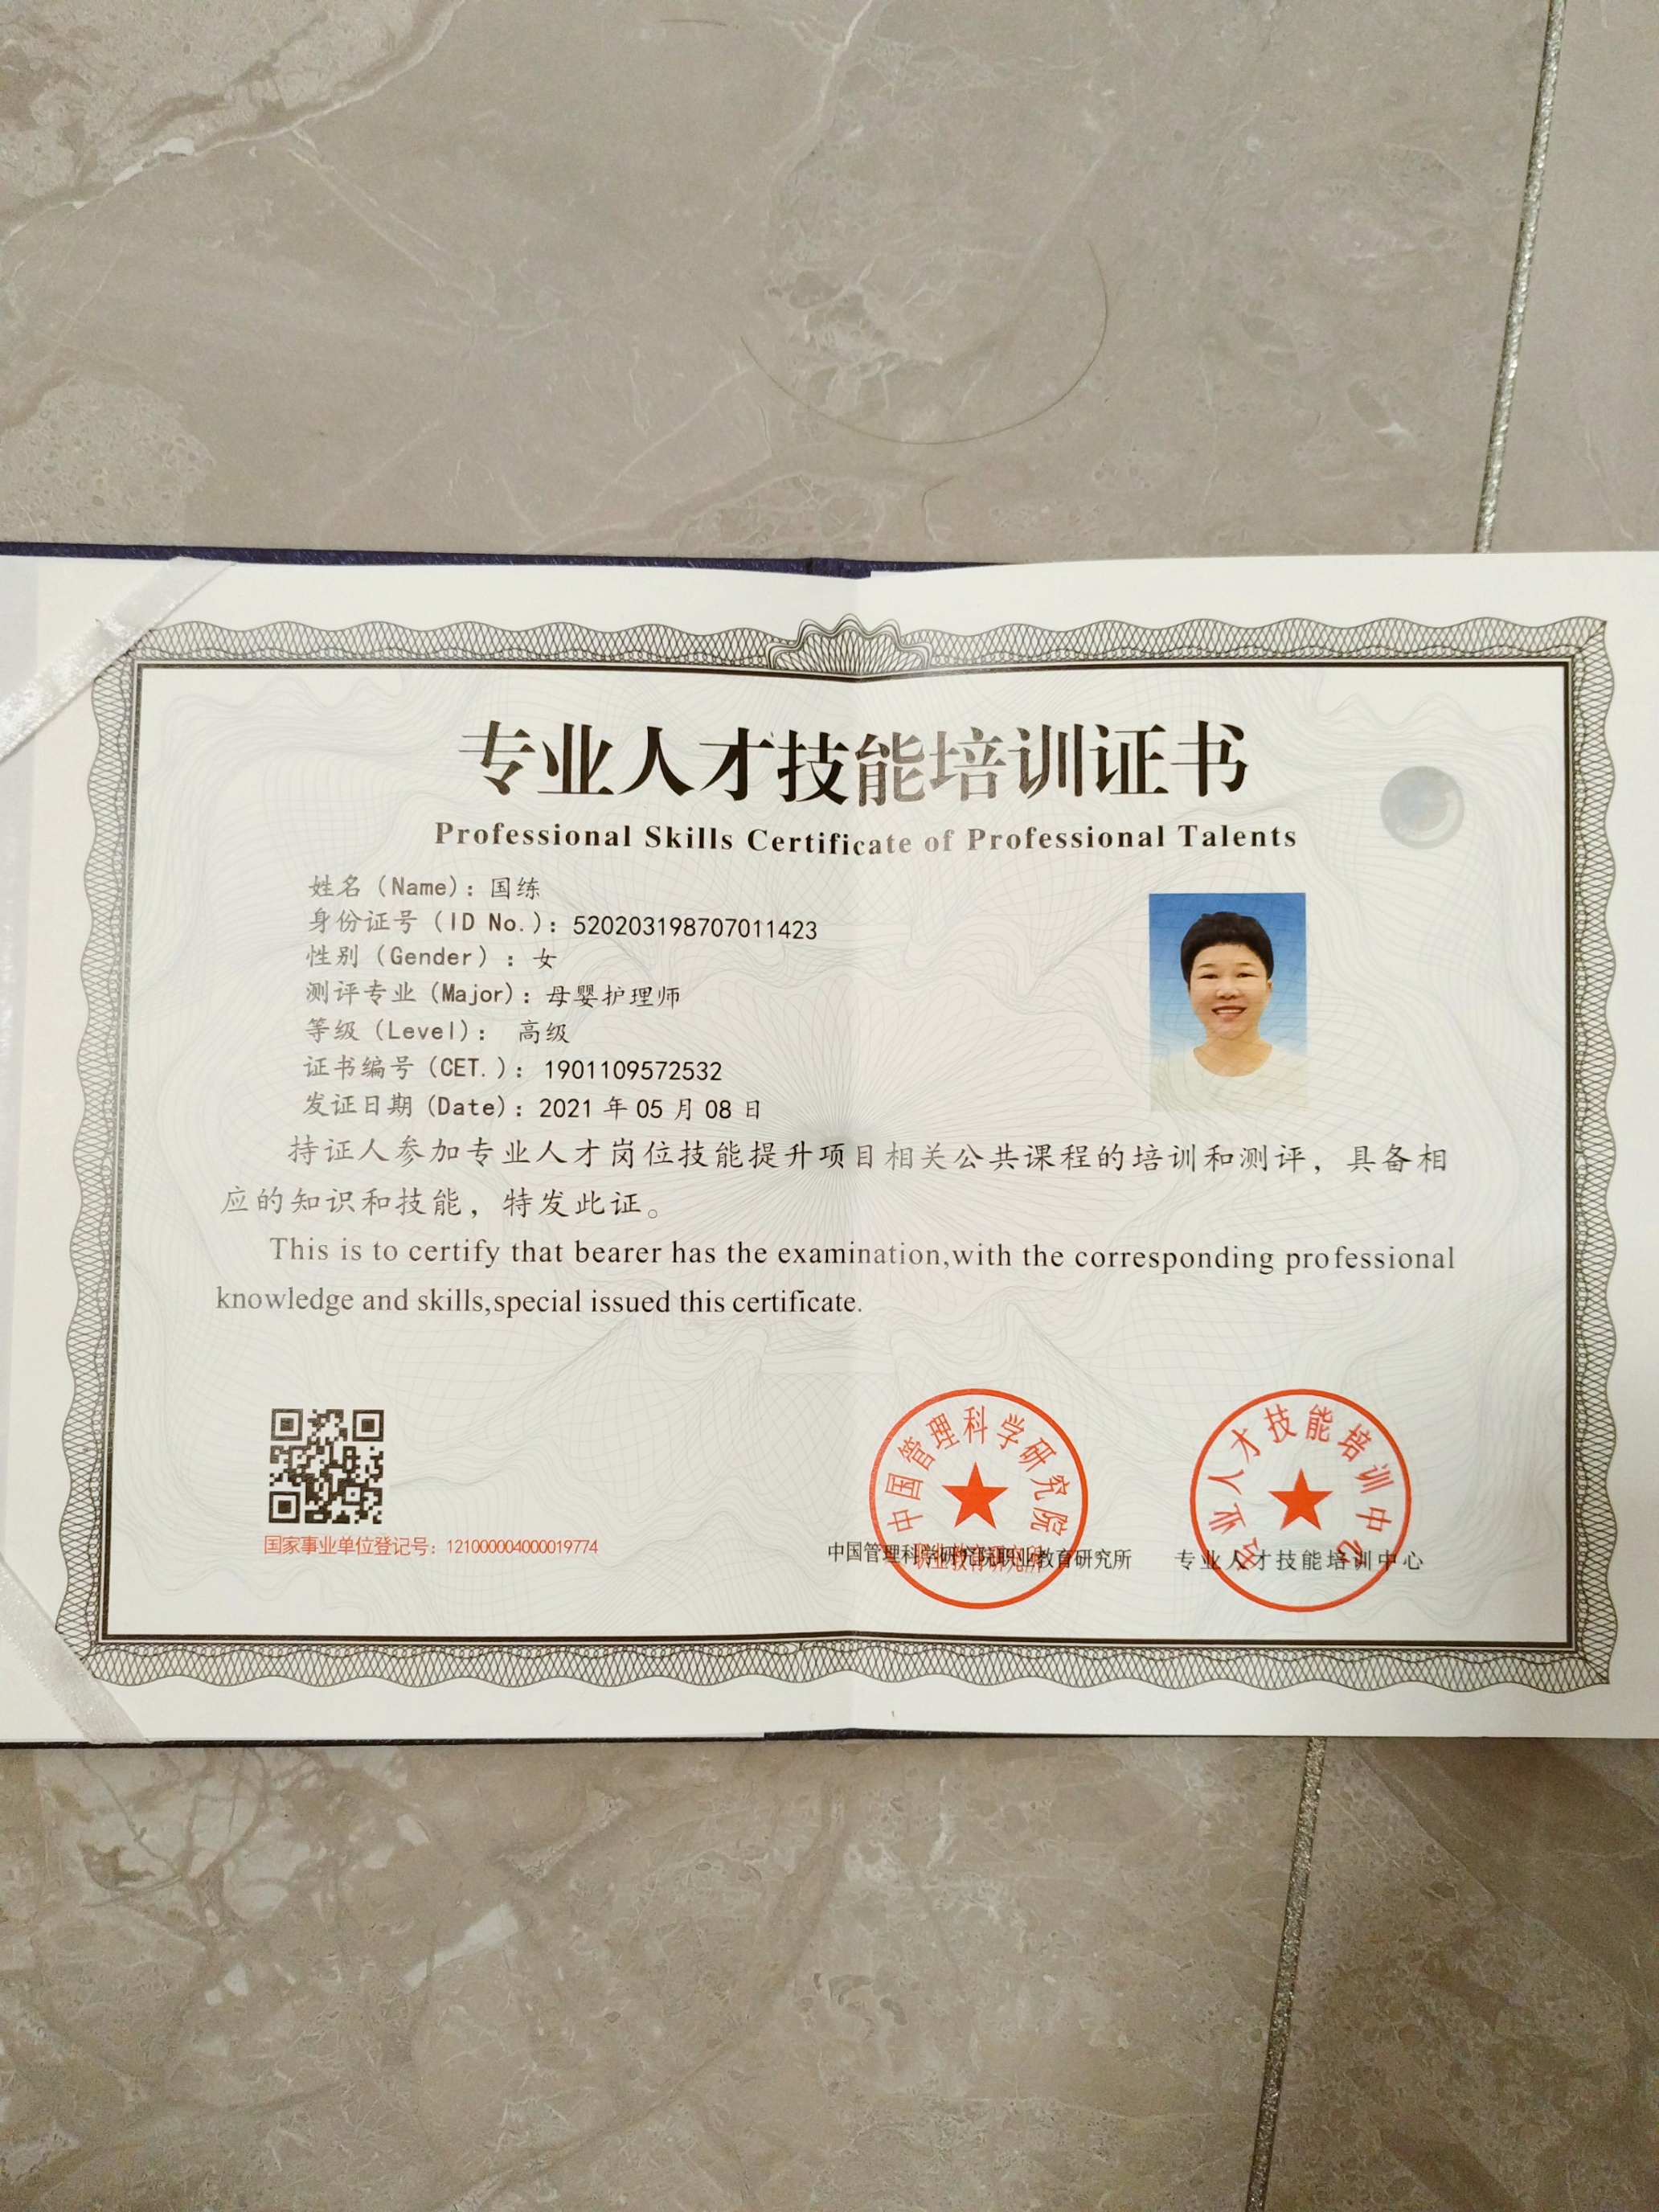 专业人才技能培训证书
Professional Skills Certificate of Professional Talents
姓名（Name）：国练
身份证号（ID No.）：520203198707011423
性别（Gender）：女
测评专业（Major）：母婴护理师
等级（Level）： 高级
证书编号（CET.）：1901109572532
发证日期（Date）：2021 年 05 月 08 日
持证人参加专业人才岗位技能提升项目相关公共课程的培训和测评，具备相
应的知识和技能，特发此证。
This is to certify that bearer has the examination,with the corresponding professional
knowledge and skills,special issued this certificate.
国家事业单位登记号：121000004000019774
中国管理科学研究院
职业教育研究所
中国管理科学研究院职业教育研究所
专业人才技能培训中心
专业人才技能培训中心